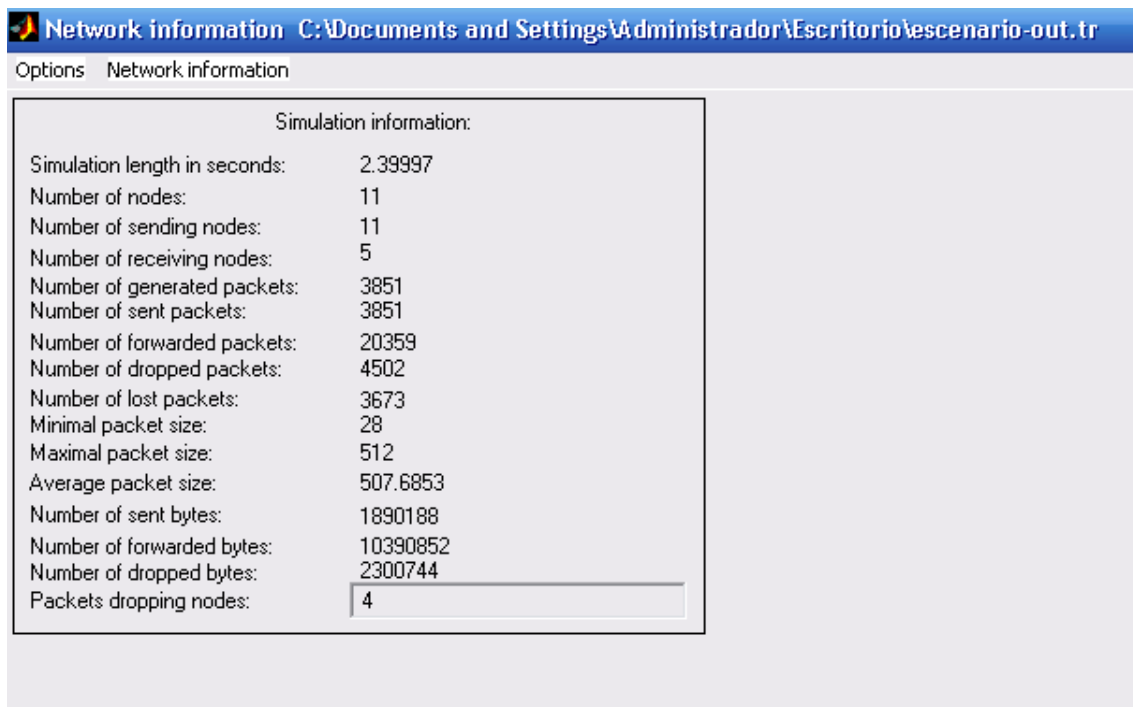 Network information C:\Documents and Settings\Administrador\Escritorio\escenario-out.tr
Options Network information
Simulation information:
Simulation length in seconds: 2.39997
Number of nodes: 11
Number of sending nodes: 11
Number of receiving nodes: 5
Number of generated packets: 3851
Number of sent packets: 3851
Number of forwarded packets: 20359
Number of dropped packets: 4502
Number of lost packets: 3673
Minimal packet size: 28
Maximal packet size: 512
Average packet size: 507.6853
Number of sent bytes: 1890188
Number of forwarded bytes: 10390852
Number of dropped bytes: 2300744
Packets dropping nodes: 4